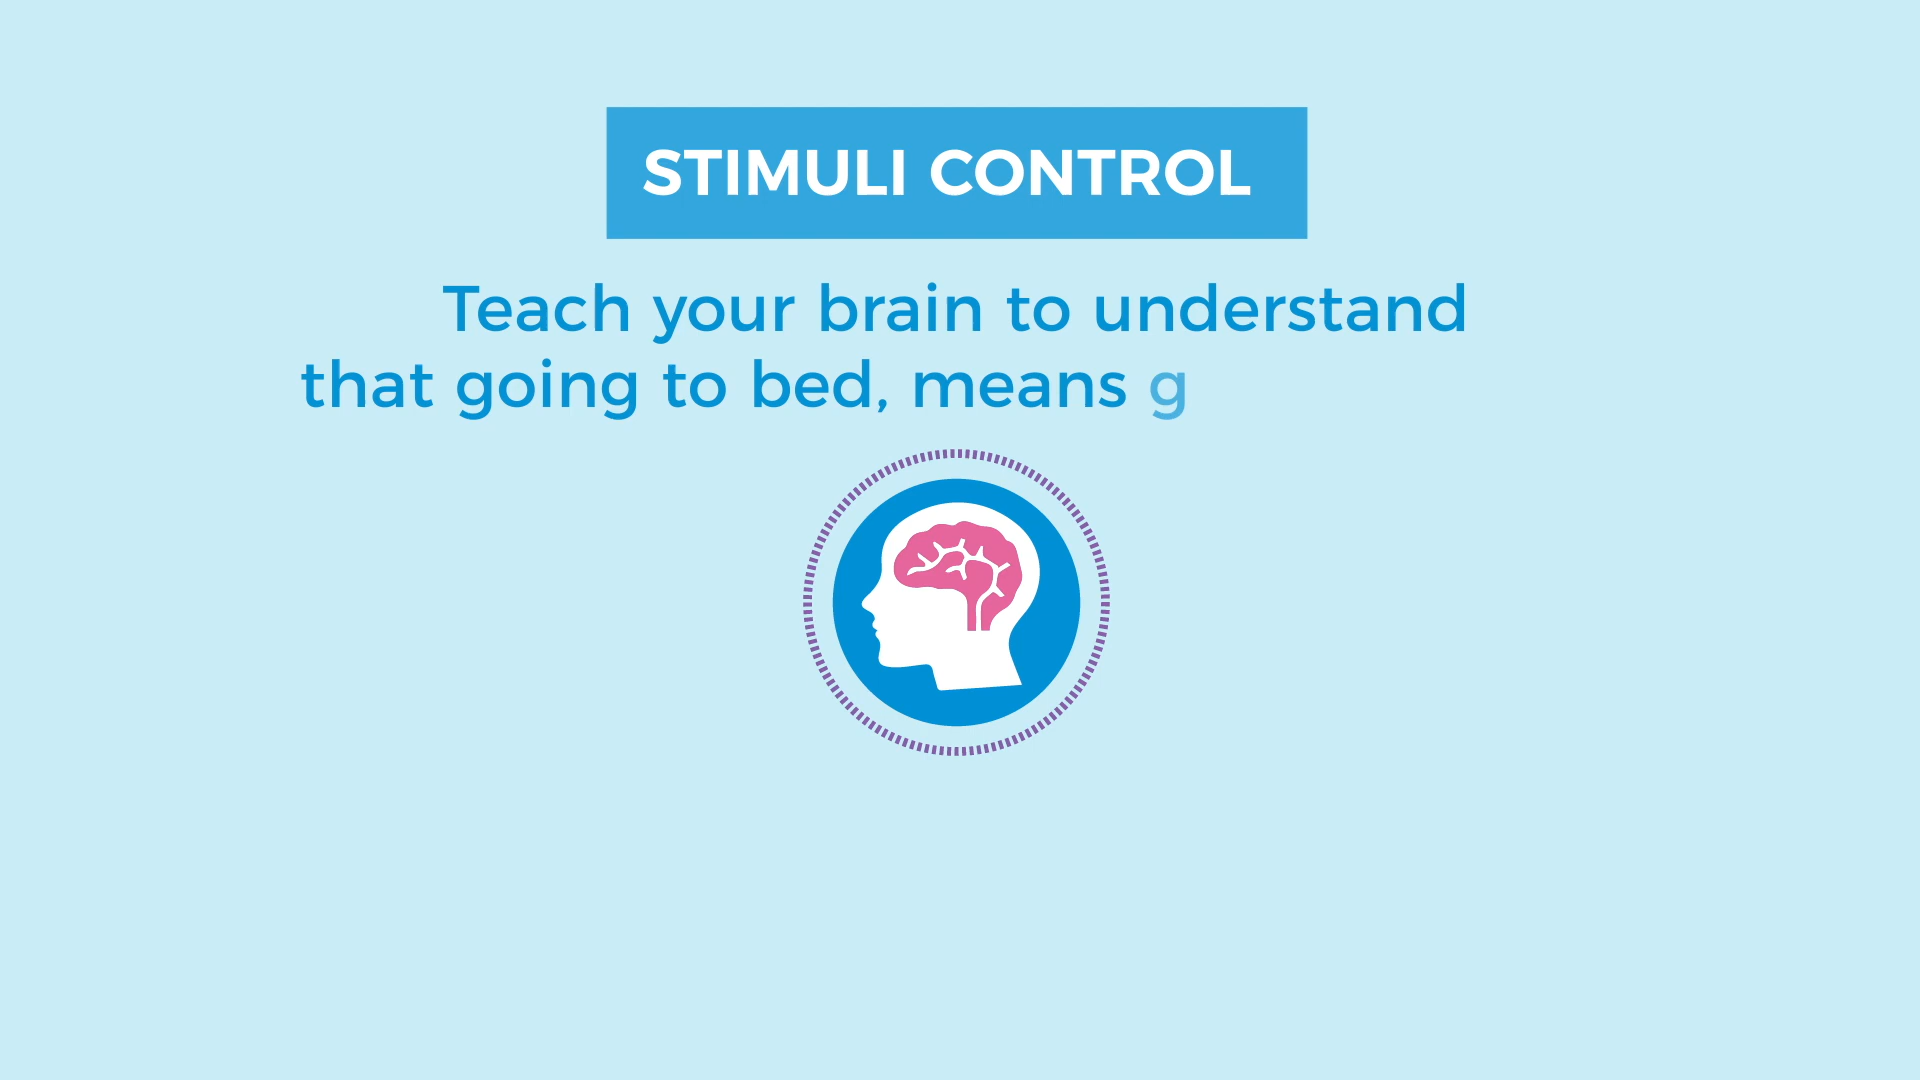 STIMULI CONTROL
Teach your brain to understand
that going to bed, means g